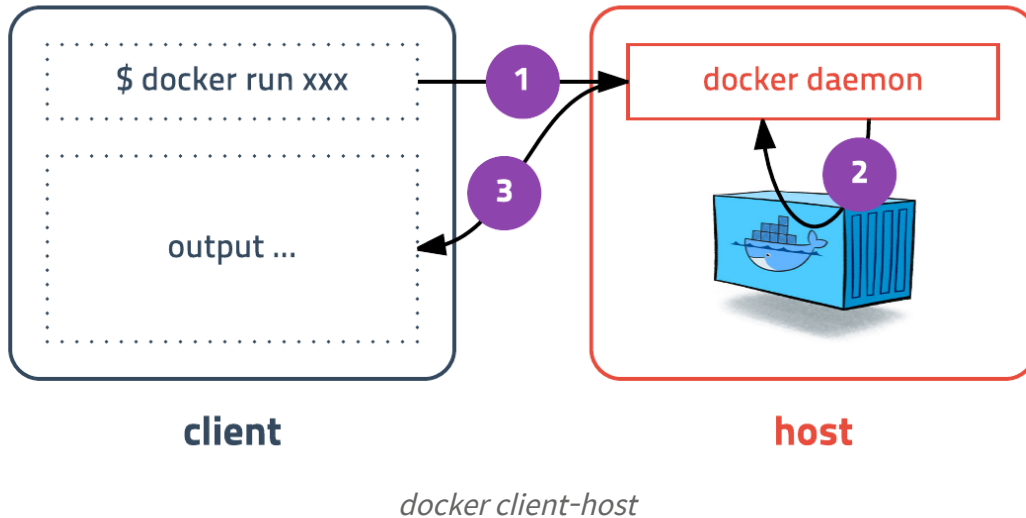 $ docker run xxx
1
docker daemon
3
2
output ...
client
host
docker client-host